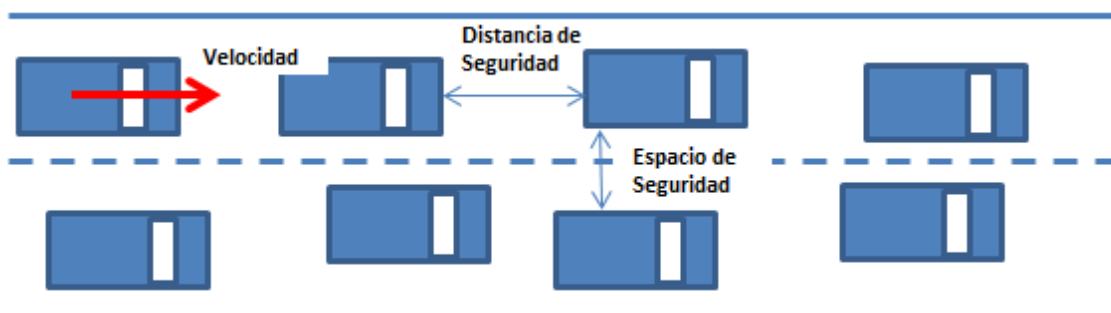 Velocidad
Distancia de
Seguridad
Espacio de
Seguridad